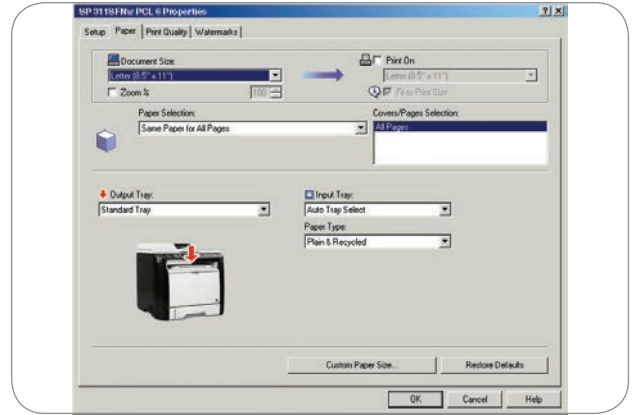 SP 311SFNw PCL 6 Properties
Setup Paper Print Quality Watermarks
Document Size: Print On
Letter (8.5" x 11") Letter (8.5" x 11")
Zoom % 100 Fit to Print Size
Paper Selection: Covers/Pages Selection:
Same Paper for All Pages All Pages
Output Tray: Input Tray:
Standard Tray Auto Tray Select
Paper Type:
Plain & Recycled
Custom Paper Size... Restore Defaults
OK Cancel Help